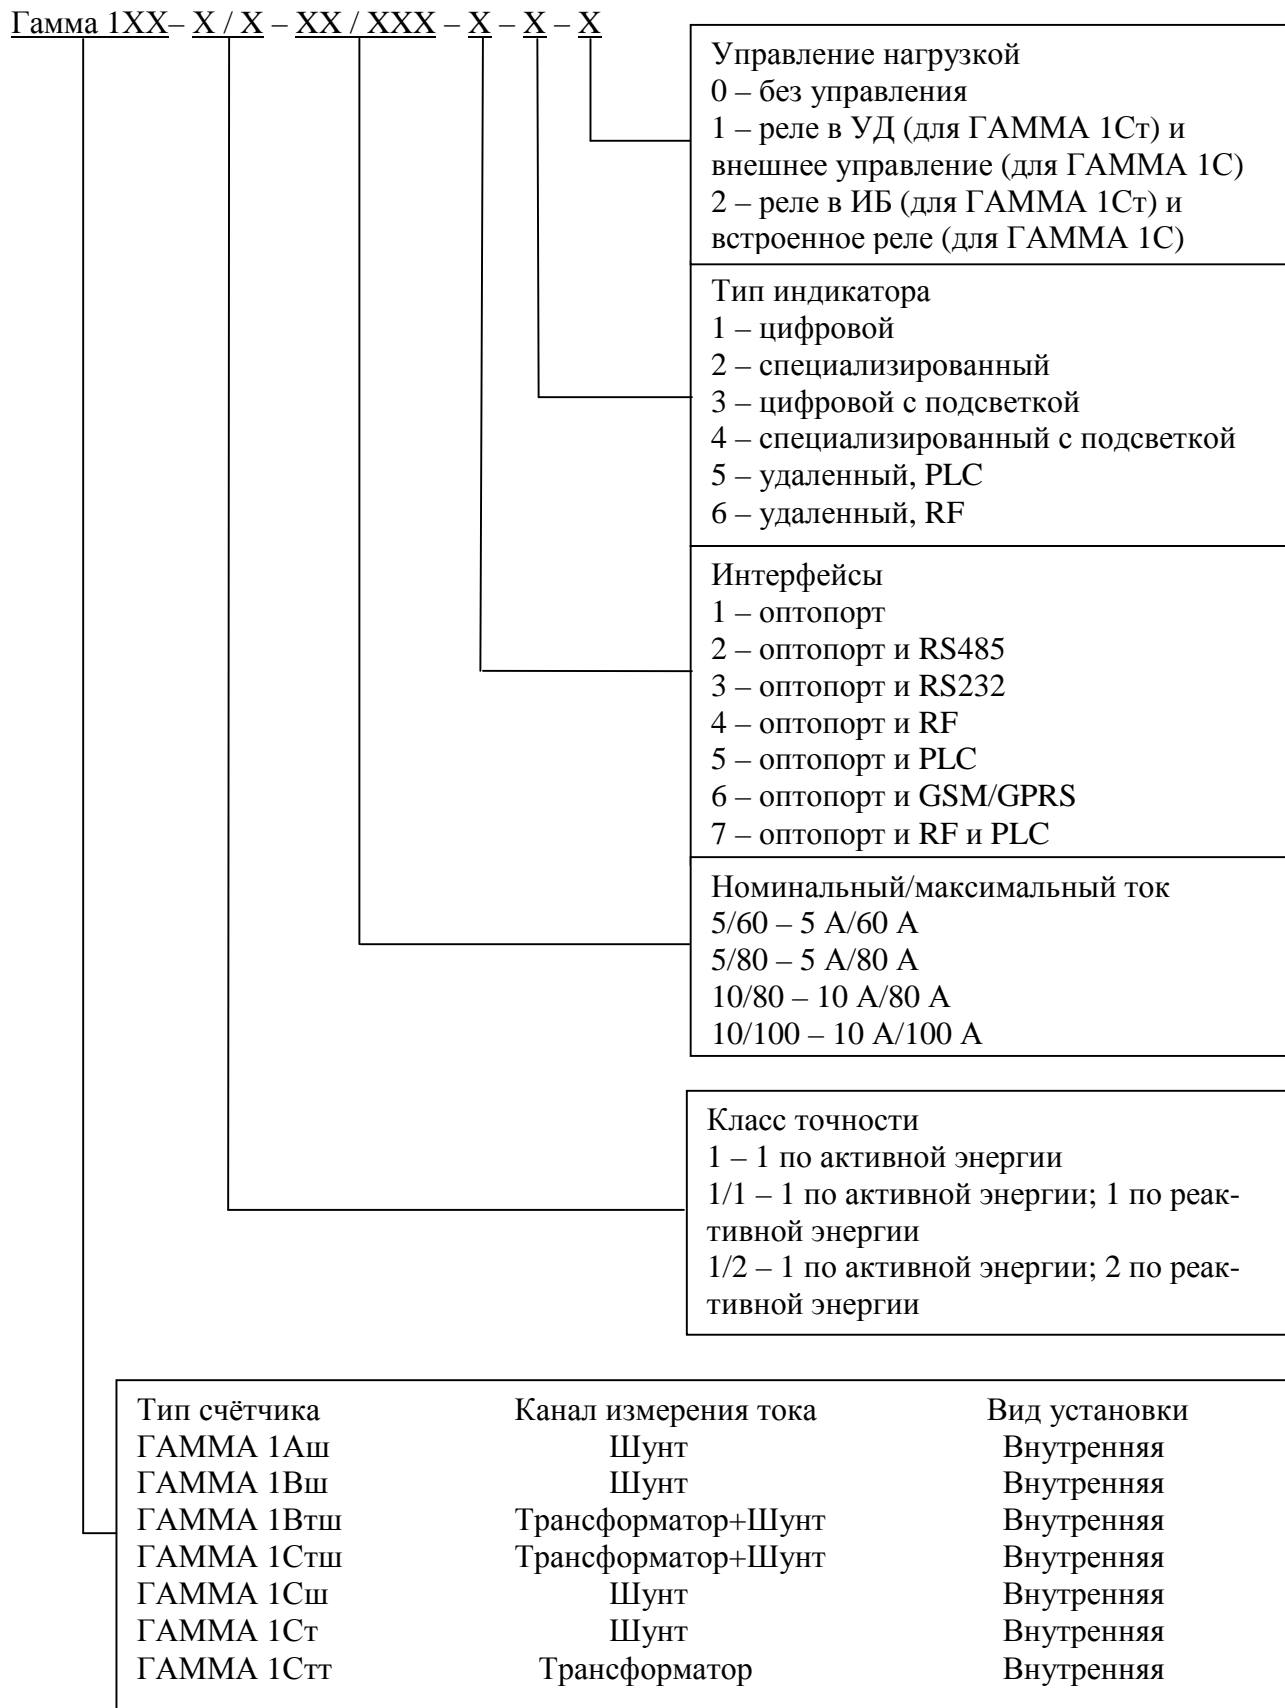 Гамма 1XX– X / X – XX / XXX – X – X – X
Управление нагрузкой
0 – без управления
1 – реле в УД (для ГАММА 1Ст) и
внешнее управление (для ГАММА 1С)
2 – реле в ИБ (для ГАММА 1Ст) и
встроенное реле (для ГАММА 1С)
Тип индикатора
1 – цифровой
2 – специализированный
3 – цифровой с подсветкой
4 – специализированный с подсветкой
5 – удаленный, PLC
6 – удаленный, RF
Интерфейсы
1 – оптопорт
2 – оптопорт и RS485
3 – оптопорт и RS232
4 – оптопорт и RF
5 – оптопорт и PLC
6 – оптопорт и GSM/GPRS
7 – оптопорт и RF и PLC
Номинальный/максимальный ток
5/60 – 5 А/60 А
5/80 – 5 А/80 А
10/80 – 10 А/80 А
10/100 – 10 А/100 А
Класс точности
1 – 1 по активной энергии
1/1 – 1 по активной энергии; 1 по реак-
тивной энергии
1/2 – 1 по активной энергии; 2 по реак-
тивной энергии
Тип счётчика Канал измерения тока Вид установки
ГАММА 1Аш Шунт Внутренняя
ГАММА 1Вш Шунт Внутренняя
ГАММА 1Втш Трансформатор+Шунт Внутренняя
ГАММА 1Стш Трансформатор+Шунт Внутренняя
ГАММА 1Сш Шунт Внутренняя
ГАММА 1Ст Шунт Внутренняя
ГАММА 1Стт Трансформатор Внутренняя